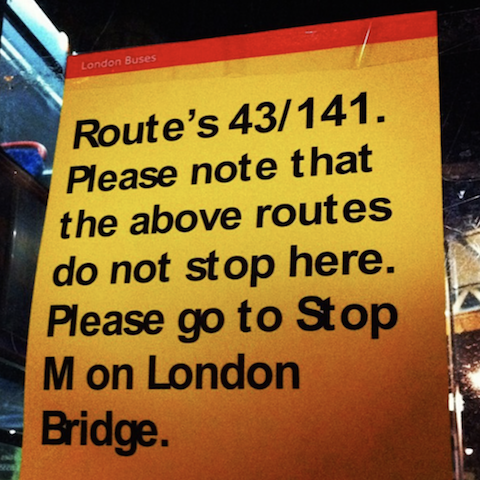 London Buses
Route's 43/141.
Please note that
the above routes
do not stop here.
Please go to Stop
M on London
Bridge.